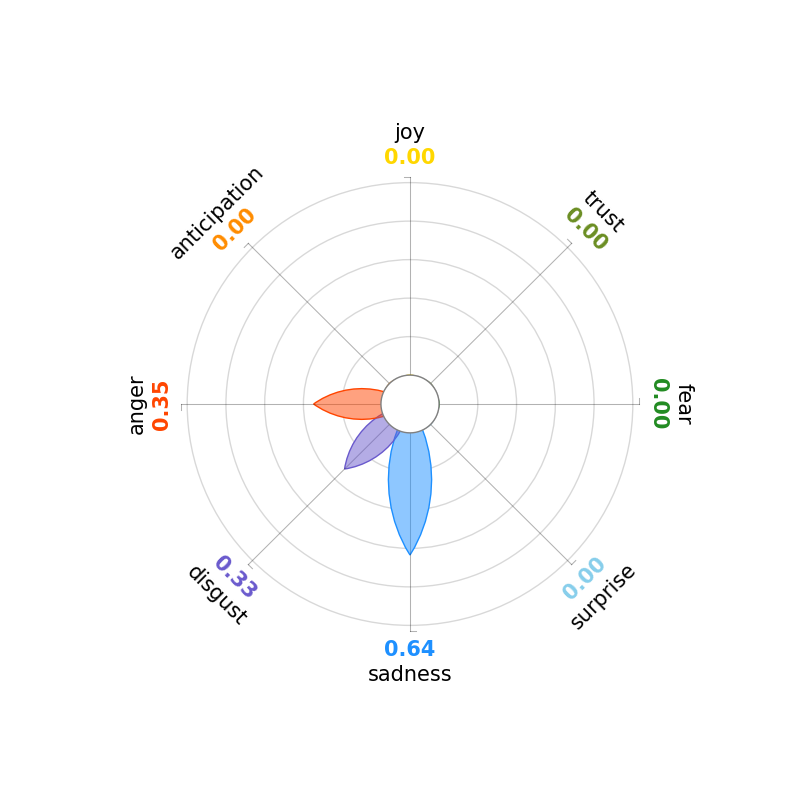 joy
0.00
trust
0.00
fear
0.00
surprise
0.00
0.64
sadness
0.33
disgust
anger
0.35
anticipation
0.00